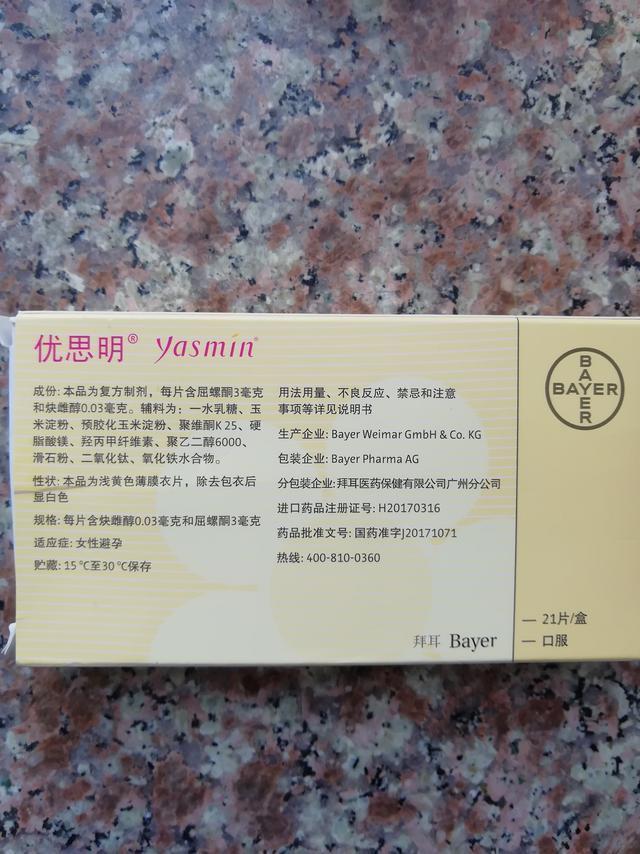 优思明® Yasmin®
成份: 本品为复方制剂，每片含屈螺酮3毫克
和炔雌醇0.03毫克。辅料为：一水乳糖、玉
米淀粉、预胶化玉米淀粉、聚维酮K 25、硬
脂酸镁、羟丙甲纤维素、聚乙二醇6000、
滑石粉、二氧化钛、氧化铁水合物。
性状: 本品为浅黄色薄膜衣片，除去包衣后
显白色
规格: 每片含炔雌醇0.03毫克和屈螺酮3毫克
适应症: 女性避孕
贮藏: 15 °C至30 °C保存
用法用量、不良反应、禁忌和注意
事项等详见说明书
生产企业: Bayer Weimar GmbH & Co. KG
包装企业: Bayer Pharma AG
分包装企业: 拜耳医药保健有限公司广州分公司
进口药品注册证号: H20170316
药品批准文号: 国药准字J20171071
热线: 400-810-0360
拜耳 Bayer
BAYER
BAYER
— 21片/盒
— 口服